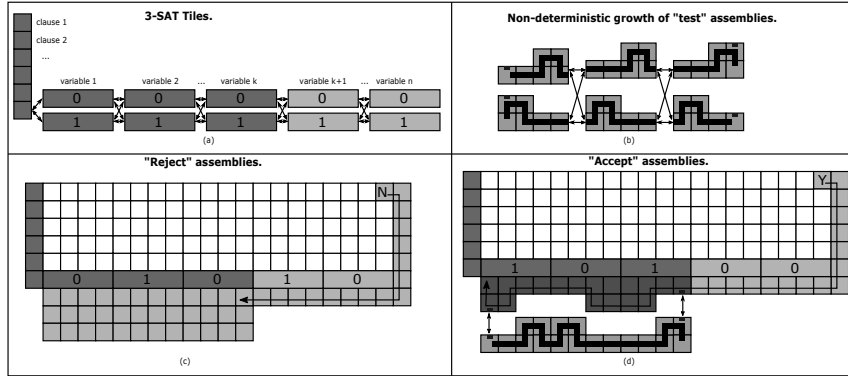 3-SAT Tiles.
clause 1
clause 2
...
variable 1 variable 2 ... variable k variable k+1 ... variable n
0 0 0 0 0
1 1 1 1 1
(a)
Non-deterministic growth of "test" assemblies.
(b)
"Reject" assemblies.
N
0 1 0 1 0
(c)
"Accept" assemblies.
Y
1 0 1 0 0
(d)